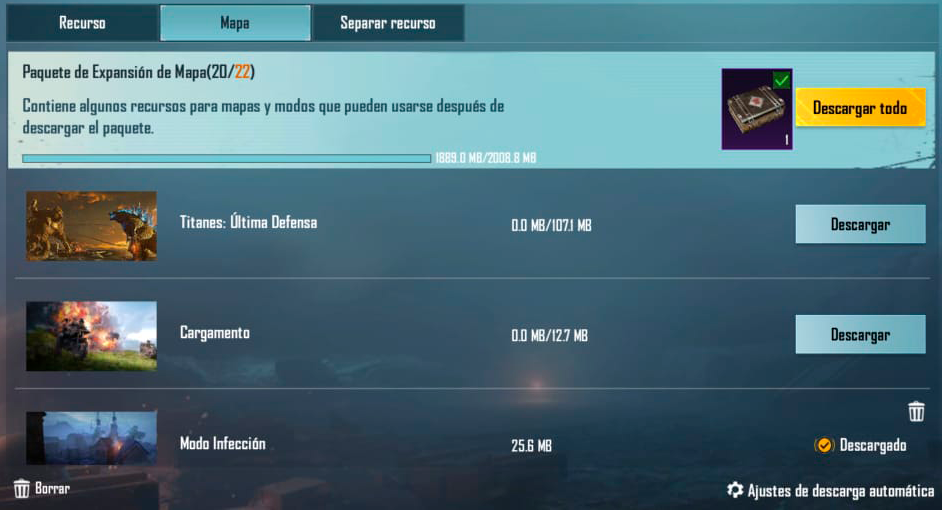 Recurso Mapa Separar recurso
Paquete de Expansión de Mapa(20/22)
Contiene algunos recursos para mapas y modos que pueden usarse después de
descargar el paquete.
1889.0 MB/2008.8 MB
1
Descargar todo
Titanes: Última Defensa 0.0 MB/107.1 MB Descargar
Cargamento 0.0 MB/12.7 MB Descargar
Modo Infección 25.6 MB Descargado
Borrar Ajustes de descarga automática